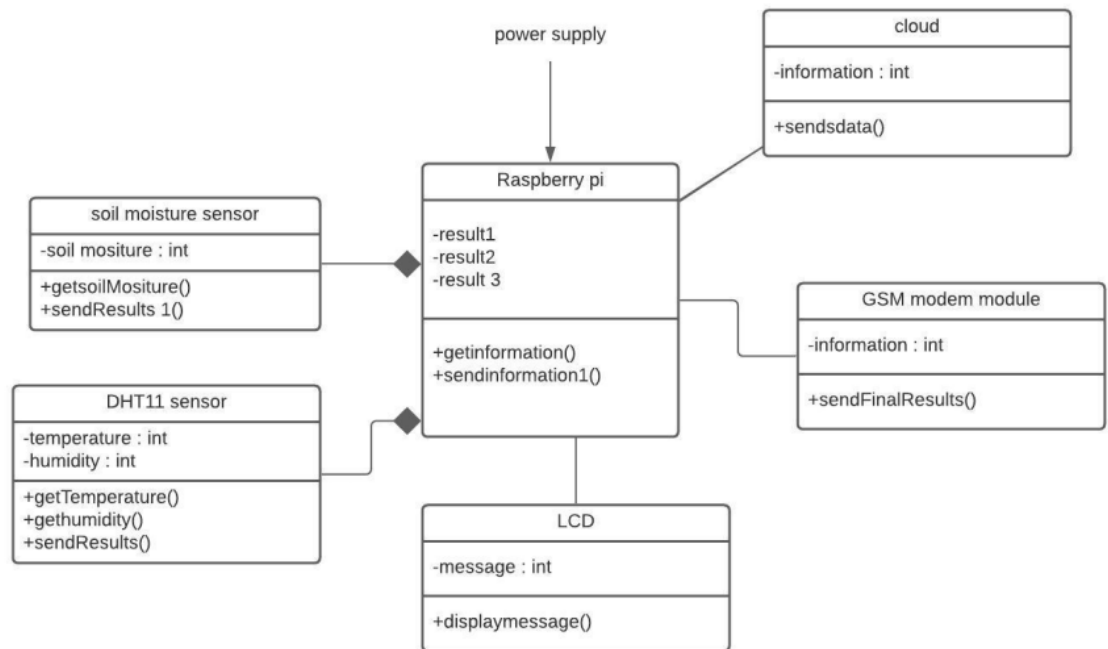 power supply
cloud
-information : int
+sendsdata()
Raspberry pi
-result1
-result2
-result 3
+getinformation()
+sendinformation1()
soil moisture sensor
-soil mositure : int
+getsoilMositure()
+sendResults 1()
GSM modem module
-information : int
+sendFinalResults()
DHT11 sensor
-temperature : int
-humidity : int
+getTemperature()
+gethumidity()
+sendResults()
LCD
-message : int
+displaymessage()